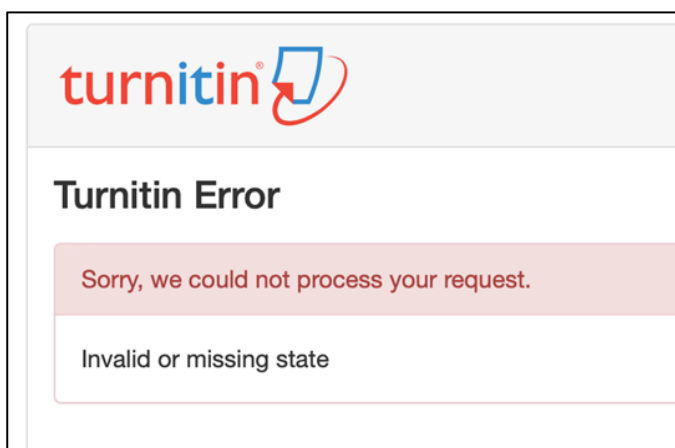 turnitin®
Turnitin Error
Sorry, we could not process your request.
Invalid or missing state